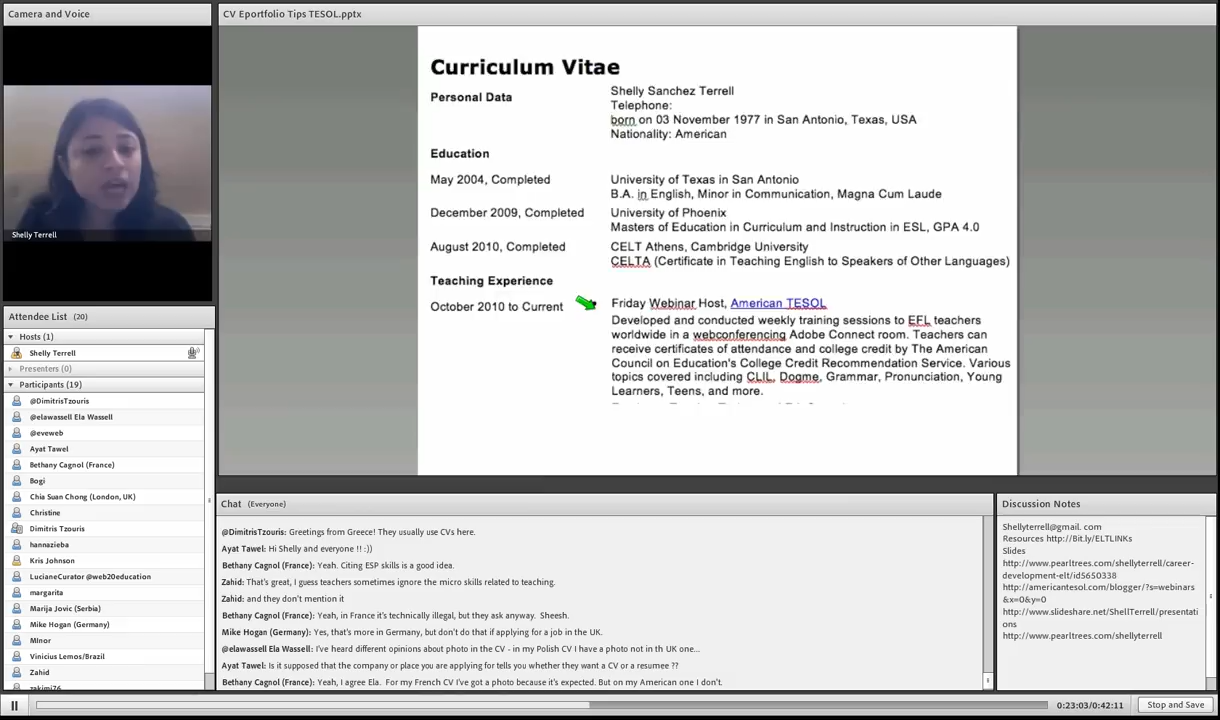 Camera and Voice
Shelly Terrell
Attendee List (20)
Hosts (1)
Shelly Terrell
Presenters (0)
Participants (19)
@DimitrisTzouris
@elawassell Ela Wassell
@eveweb
Ayat Tawel
Bethany Cagnol (France)
Bogi
Chia Suan Chong (London, UK)
Christine
Dimitris Tzouris
hannazieba
Kris Johnson
LucianeCurator @web20education
margarita
Marija Jovic (Serbia)
Mike Hogan (Germany)
MInor
Vinicius Lemos/Brazil
Zahid
zakimi76
CV Eportfolio Tips TESOL.pptx
Curriculum Vitae
Personal Data
Shelly Sanchez Terrell
Telephone:
born on 03 November 1977 in San Antonio, Texas, USA
Nationality: American
Education
May 2004, Completed
University of Texas in San Antonio
B.A. in English, Minor in Communication, Magna Cum Laude
December 2009, Completed
University of Phoenix
Masters of Education in Curriculum and Instruction in ESL, GPA 4.0
August 2010, Completed
CELT Athens, Cambridge University
CELTA (Certificate in Teaching English to Speakers of Other Languages)
Teaching Experience
October 2010 to Current
Friday Webinar Host, American TESOL
Developed and conducted weekly training sessions to EFL teachers
worldwide in a webconferencing Adobe Connect room. Teachers can
receive certificates of attendance and college credit by The American
Council on Education's College Credit Recommendation Service. Various
topics covered including CLIL, Dogme, Grammar, Pronunciation, Young
Learners, Teens, and more.
Chat (Everyone)
@DimitrisTzouris: Greetings from Greece! They usually use CVs here.
Ayat Tawel: Hi Shelly and everyone !! :))
Bethany Cagnol (France): Yeah. Citing ESP skills is a good idea.
Zahid: That's great, I guess teachers sometises ignore the micro skills related to teaching.
Zahid: and they don't mention it
Bethany Cagnol (France): Yeah, in France it's technically illegal, but they ask anyway. Sheesh.
Mike Hogan (Germany): Yes, that's more in Germany, but don't do that if applying for a job in the UK.
@elawassell Ela Wassell: I've heard different opinions about photo in the CV - in my Polish CV I have a photo not in th UK one...
Ayat Tawel: Is it supposed that the company or place you are applying for tells you whether they want a CV or a resumee ??
Bethany Cagnol (France): Yeah, I agree Ela. For my French CV I've got a photo because it's expected. But on my American one I don't.
Discussion Notes
Shellyterrell@gmail. com
Resources http://Bit.ly/ELTLINKs
Slides
http://www.pearltrees.com/shellyterrell/career-
development-elt/id5650338
http://americantesol.com/blogger/?s=webinars
&x=0&y=0
http://www.slideshare.net/ShellTerrell/presentati
ons
http://www.pearltrees.com/shellyterrell
0:23:03/0:42:11
Stop and Save